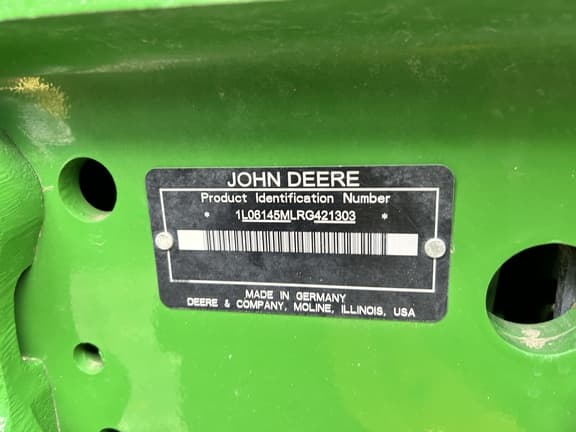 JOHN DEERE
Product Identification Number
* 1L06145MLRG421303 *
MADE IN GERMANY
DEERE & COMPANY, MOLINE, ILLINOIS, USA